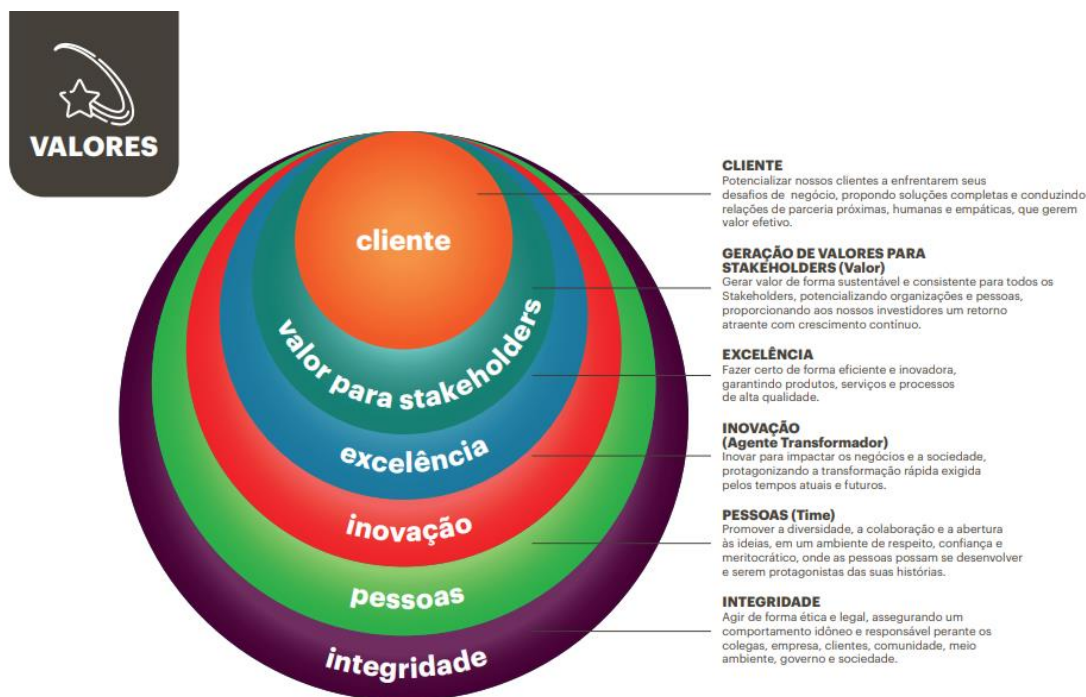 VALORES
cliente
valor para stakeholders
excelência
inovação
pessoas
integridade
CLIENTE
Potencializar nossos clientes a enfrentarem seus
desafios de negócio, propondo soluções completas e conduzindo
relações de parceria próximas, humanas e empáticas, que gerem
valor efetivo.
GERAÇÃO DE VALORES PARA
STAKEHOLDERS (Valor)
Gerar valor de forma sustentável e consistente para todos os
Stakeholders, potencializando organizações e pessoas,
proporcionando aos nossos investidores um retorno
atraente com crescimento contínuo.
EXCELÊNCIA
Fazer certo de forma eficiente e inovadora,
garantindo produtos, serviços e processos
de alta qualidade.
INOVAÇÃO
(Agente Transformador)
Inovar para impactar os negócios e a sociedade,
protagonizando a transformação rápida exigida
pelos tempos atuais e futuros.
PESSOAS (Time)
Promover a diversidade, a colaboração e a abertura
às ideias, em um ambiente de respeito, confiança e
meritocrático, onde as pessoas possam se desenvolver
e serem protagonistas das suas histórias.
INTEGRIDADE
Agir de forma ética e legal, assegurando um
comportamento idôneo e responsável perante os
colegas, empresa, clientes, comunidade, meio
ambiente, governo e sociedade.